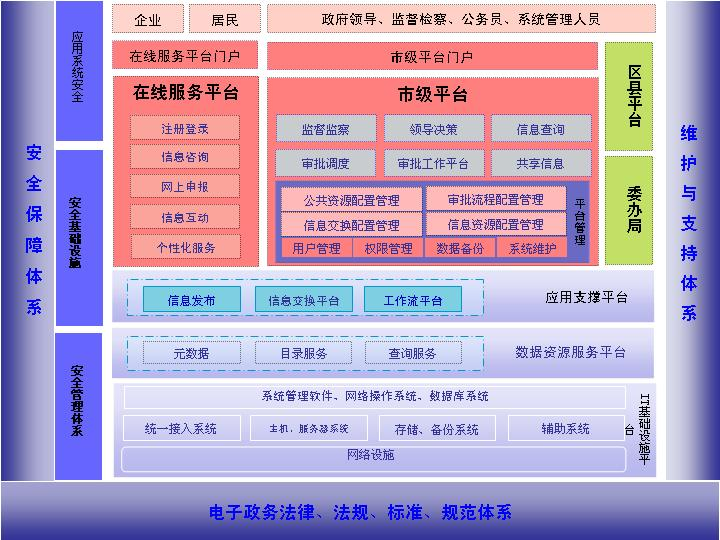 企业
居民
政府领导、监督检察、公务员、系统管理人员
在线服务平台门户
市级平台门户
在线服务平台
注册登录
信息咨询
网上申报
信息互动
个性化服务
市级平台
监督监察
领导决策
信息查询
审批调度
审批工作平台
共享信息
公共资源配置管理
审批流程配置管理
信息交换配置管理
信息资源配置管理
用户管理
权限管理
数据备份
系统维护
平台管理
区县平台
委办局
信息发布
信息交换平台
工作流平台
应用支撑平台
元数据
目录服务
查询服务
数据资源服务平台
系统管理软件、网络操作系统、数据库系统
统一接入系统
主机、服务器系统
存储、备份系统
辅助系统
网络设施
IT基础设施平
台
应用系统安全
安全基础设施
安全管理体系
安全保障体系
维护与支持体系
电子政务法律、法规、标准、规范体系